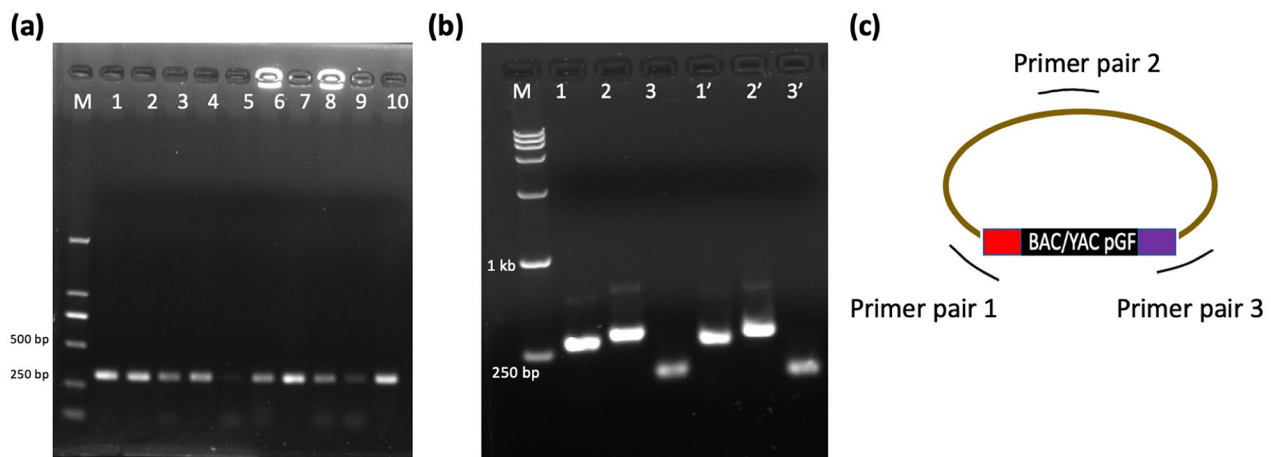 (a)
M 1 2 3 4 5 6 7 8 9 10
500 bp
250 bp
(b)
M 1 2 3 1’ 2’ 3’
1 kb
250 bp
(c)
Primer pair 2
BAC/YAC pGF
Primer pair 1
Primer pair 3